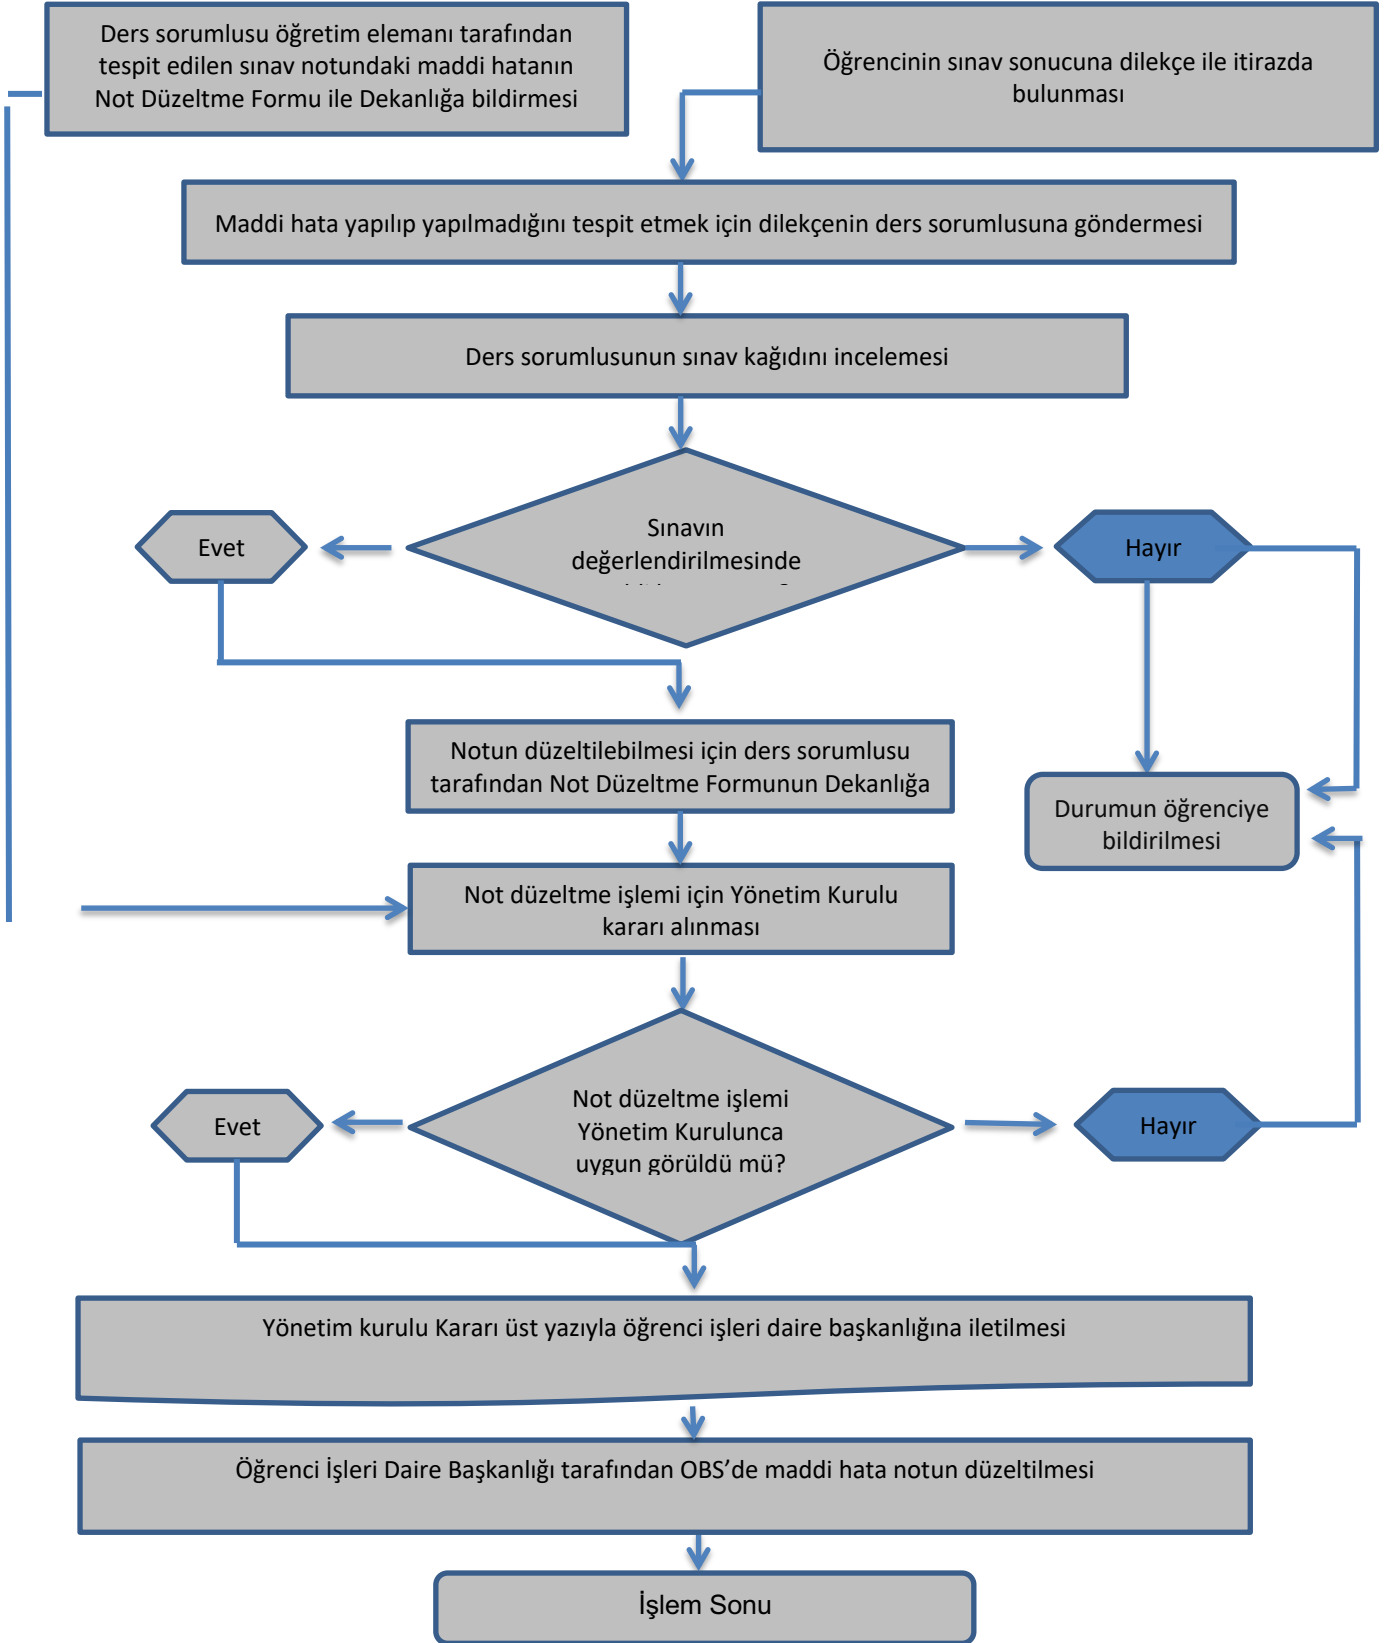 Ders sorumlusu öğretim elemanı tarafından
tespit edilen sınav notundaki maddi hatanın
Not Düzeltme Formu ile Dekanlığa bildirmesi
Öğrencinin sınav sonucuna dilekçe ile itirazda
bulunması
Maddi hata yapılıp yapılmadığını tespit etmek için dilekçenin ders sorumlusuna göndermesi
Ders sorumlusunun sınav kağıdını incelemesi
Sınavın
değerlendirilmesinde
Evet
Hayır
Notun düzeltilebilmesi için ders sorumlusu
tarafından Not Düzeltme Formunun Dekanlığa
Durumun öğrenciye
bildirilmesi
Not düzeltme işlemi için Yönetim Kurulu
kararı alınması
Not düzeltme işlemi
Yönetim Kurulunca
uygun görüldü mü?
Evet
Hayır
Yönetim kurulu Kararı üst yazıyla öğrenci işleri daire başkanlığına iletilmesi
Öğrenci İşleri Daire Başkanlığı tarafından OBS’de maddi hata notun düzeltilmesi
İşlem Sonu